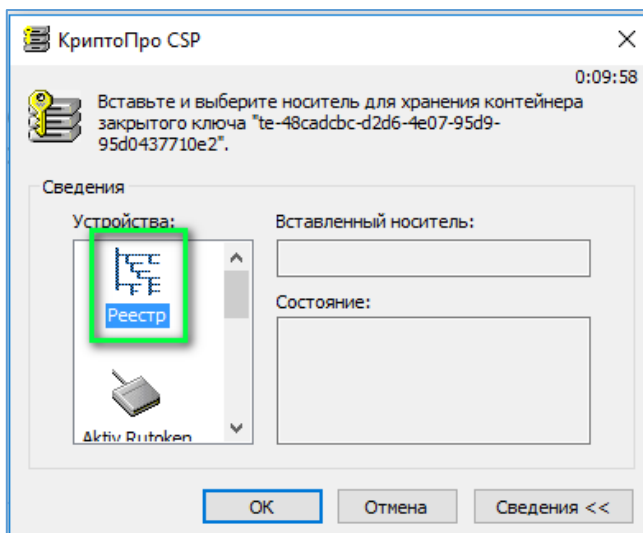 КриптоПро CSP
0:09:58
Вставьте и выберите носитель для хранения контейнера
закрытого ключа "te-48cadcbc-d2d6-4e07-95d9-
95d0437710e2".
Сведения
Устройства:
Вставленный носитель:
Реестр
Состояние:
Aktiv Rutoken
ОК
Отмена
Сведения <<